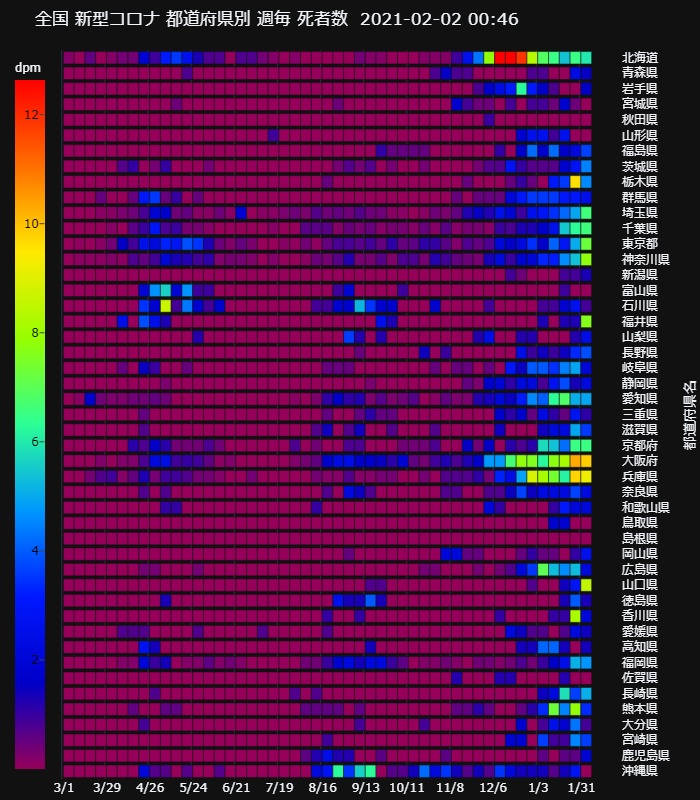 全国 新型コロナ 都道府県別 週毎 死者数 2021-02-02 00:46
dpm
12
10
8
6
4
2
北海道
青森県
岩手県
宮城県
秋田県
山形県
福島県
茨城県
栃木県
群馬県
埼玉県
千葉県
東京都
神奈川県
新潟県
富山県
石川県
福井県
山梨県
長野県
岐阜県
静岡県
愛知県
三重県
滋賀県
京都府
大阪府
兵庫県
奈良県
和歌山県
鳥取県
島根県
岡山県
広島県
山口県
徳島県
香川県
愛媛県
高知県
福岡県
佐賀県
長崎県
熊本県
大分県
宮崎県
鹿児島県
沖縄県
都道府県名
3/1 3/29 4/26 5/24 6/21 7/19 8/16 9/13 10/11 11/8 12/6 1/3 1/31